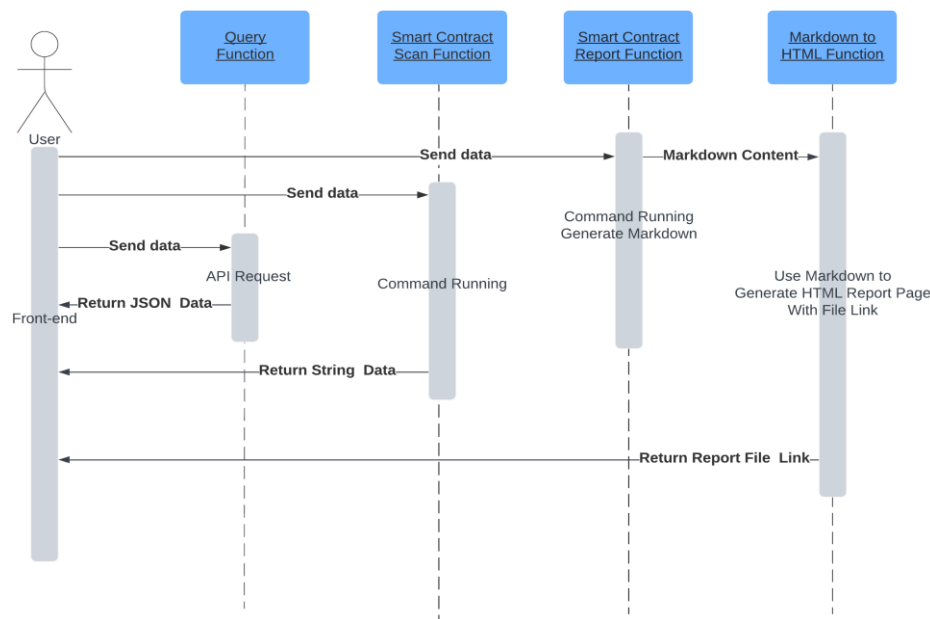 Query
Function
Smart Contract
Scan Function
Smart Contract
Report Function
Markdown to
HTML Function
User
Send data
Markdown Content
Send data
Command Running
Generate Markdown
Send data
API Request
Command Running
Use Markdown to
Generate HTML Report Page
With File Link
Return JSON Data
Front-end
Return String Data
Return Report File Link